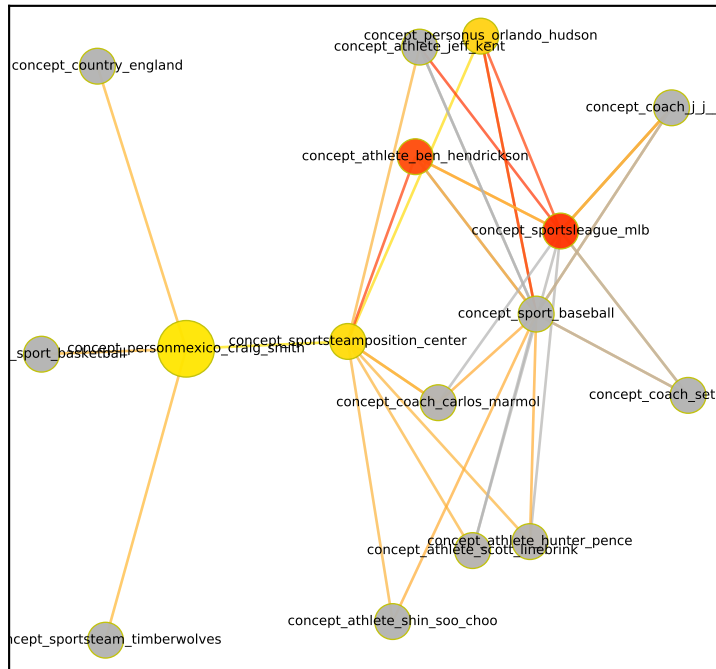 concept_personus_orlando_hudson
concept_athlete_jeff_kent
concept_country_england
concept_coach_j_j_
concept_athlete_ben_hendrickson
concept_sportsleague_mlb
concept_sport_baseball
concept_sportsteamposition_center
concept_personmexico_craig_smith
_sport_basketball
concept_coach_set
concept_coach_carlos_marmol
concept_athlete_hunter_pence
concept_athlete_scott_linebrink
concept_athlete_shin_soo_choo
ncept_sportsteam_timberwolves